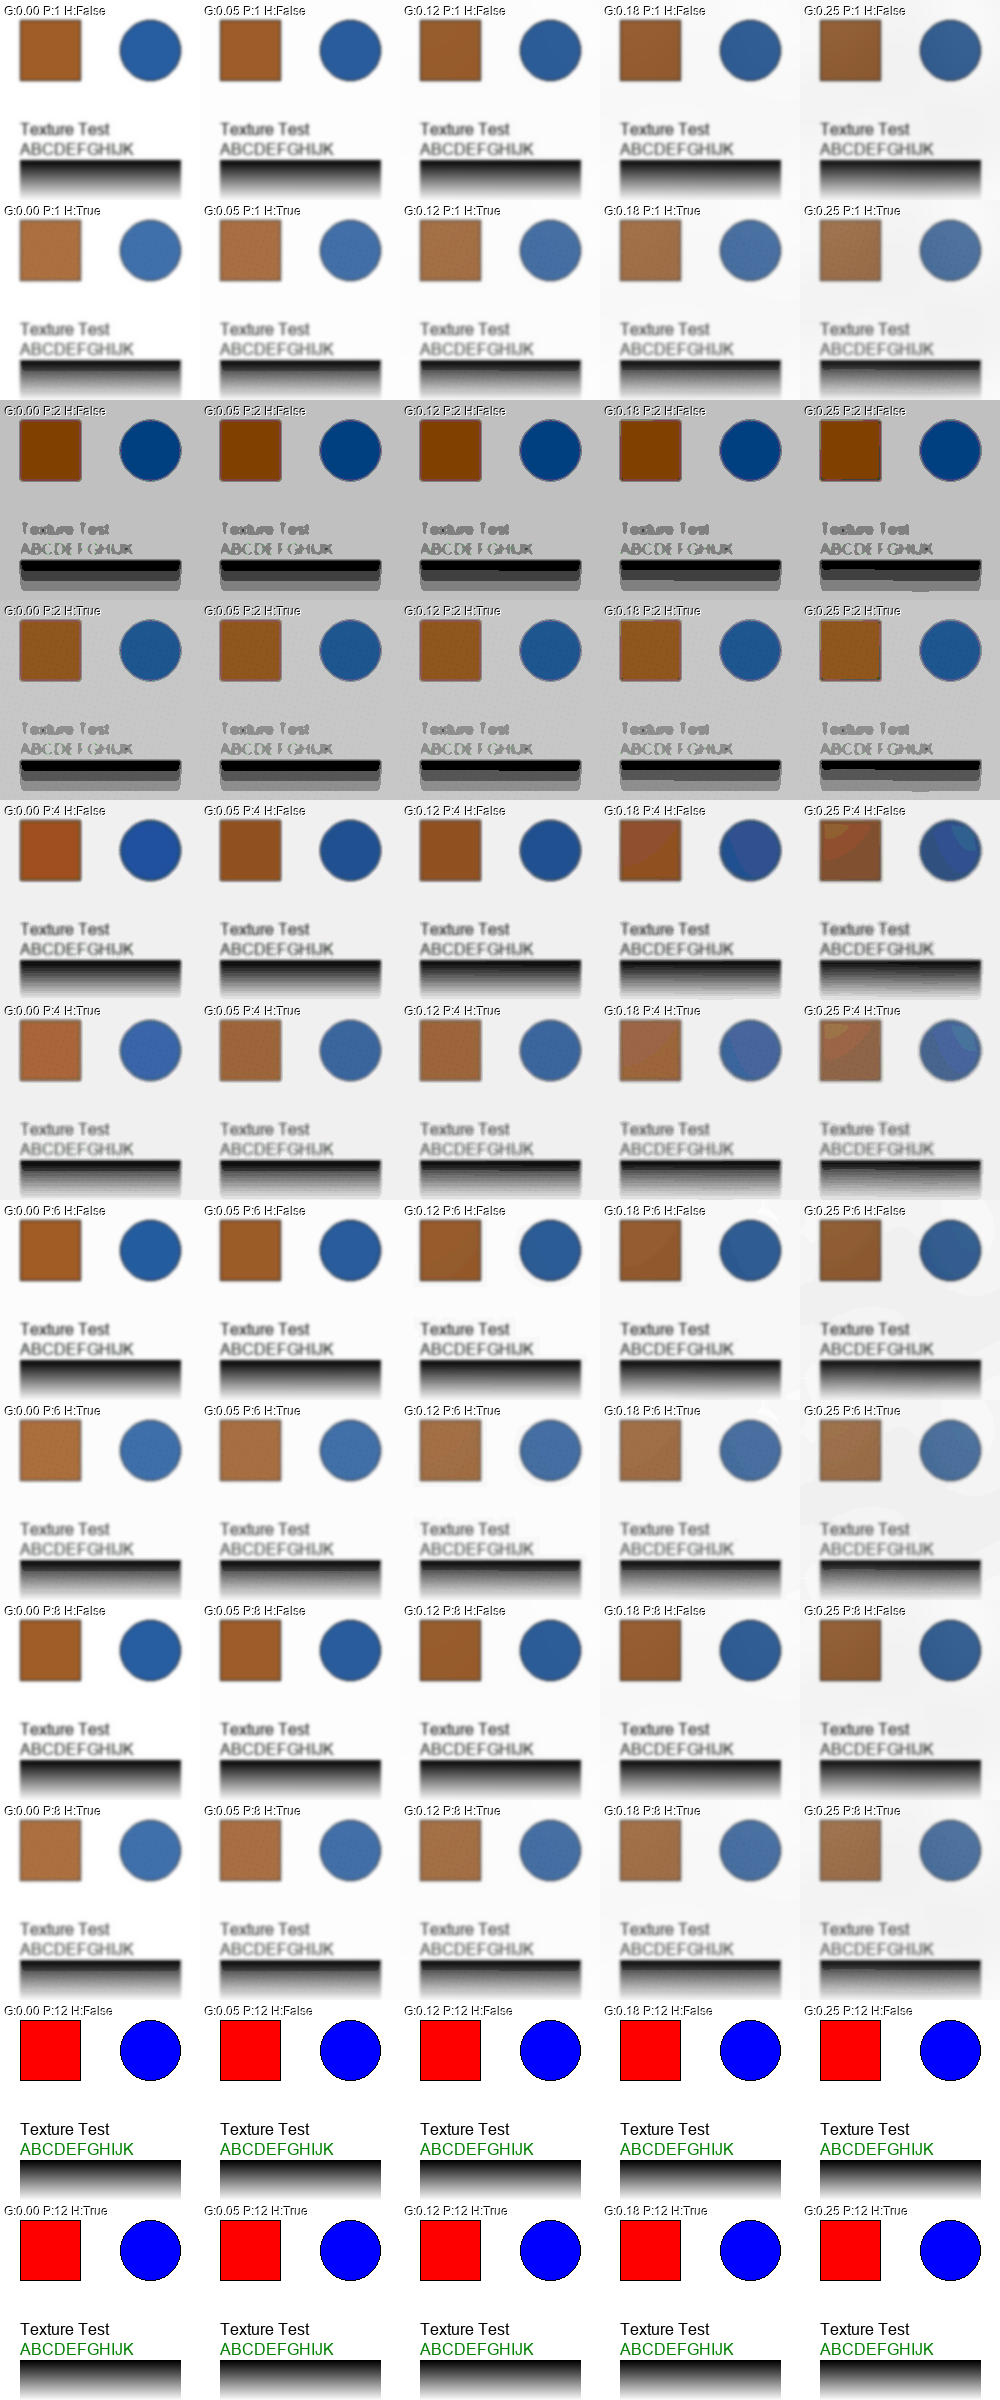 G:0.00 P:1 H:False G:0.05 P:1 H:False G:0.12 P:1 H:False G:0.18 P:1 H:False G:0.25 P:1 H:False
Texture Test Texture Test Texture Test Texture Test Texture Test
ABCDEFGHIJK ABCDEFGHIJK ABCDEFGHIJK ABCDEFGHIJK ABCDEFGHIJK
G:0.00 P:1 H:True G:0.05 P:1 H:True G:0.12 P:1 H:True G:0.18 P:1 H:True G:0.25 P:1 H:True
Texture Test Texture Test Texture Test Texture Test Texture Test
ABCDEFGHIJK ABCDEFGHIJK ABCDEFGHIJK ABCDEFGHIJK ABCDEFGHIJK
G:0.00 P:2 H:False G:0.05 P:2 H:False G:0.12 P:2 H:False G:0.18 P:2 H:False G:0.25 P:2 H:False
Texture Test Texture Test Texture Test Texture Test Texture Test
ABCDEFGHIJK ABCDEFGHIJK ABCDEFGHIJK ABCDEFGHIJK ABCDEFGHIJK
G:0.00 P:2 H:True G:0.05 P:2 H:True G:0.12 P:2 H:True G:0.18 P:2 H:True G:0.25 P:2 H:True
Texture Test Texture Test Texture Test Texture Test Texture Test
ABCDEFGHIJK ABCDEFGHIJK ABCDEFGHIJK ABCDEFGHIJK ABCDEFGHIJK
G:0.00 P:4 H:False G:0.05 P:4 H:False G:0.12 P:4 H:False G:0.18 P:4 H:False G:0.25 P:4 H:False
Texture Test Texture Test Texture Test Texture Test Texture Test
ABCDEFGHIJK ABCDEFGHIJK ABCDEFGHIJK ABCDEFGHIJK ABCDEFGHIJK
G:0.00 P:4 H:True G:0.05 P:4 H:True G:0.12 P:4 H:True G:0.18 P:4 H:True G:0.25 P:4 H:True
Texture Test Texture Test Texture Test Texture Test Texture Test
ABCDEFGHIJK ABCDEFGHIJK ABCDEFGHIJK ABCDEFGHIJK ABCDEFGHIJK
G:0.00 P:6 H:False G:0.05 P:6 H:False G:0.12 P:6 H:False G:0.18 P:6 H:False G:0.25 P:6 H:False
Texture Test Texture Test Texture Test Texture Test Texture Test
ABCDEFGHIJK ABCDEFGHIJK ABCDEFGHIJK ABCDEFGHIJK ABCDEFGHIJK
G:0.00 P:6 H:True G:0.05 P:6 H:True G:0.12 P:6 H:True G:0.18 P:6 H:True G:0.25 P:6 H:True
Texture Test Texture Test Texture Test Texture Test Texture Test
ABCDEFGHIJK ABCDEFGHIJK ABCDEFGHIJK ABCDEFGHIJK ABCDEFGHIJK
G:0.00 P:8 H:False G:0.05 P:8 H:False G:0.12 P:8 H:False G:0.18 P:8 H:False G:0.25 P:8 H:False
Texture Test Texture Test Texture Test Texture Test Texture Test
ABCDEFGHIJK ABCDEFGHIJK ABCDEFGHIJK ABCDEFGHIJK ABCDEFGHIJK
G:0.00 P:8 H:True G:0.05 P:8 H:True G:0.12 P:8 H:True G:0.18 P:8 H:True G:0.25 P:8 H:True
Texture Test Texture Test Texture Test Texture Test Texture Test
ABCDEFGHIJK ABCDEFGHIJK ABCDEFGHIJK ABCDEFGHIJK ABCDEFGHIJK
G:0.00 P:12 H:False G:0.05 P:12 H:False G:0.12 P:12 H:False G:0.18 P:12 H:False G:0.25 P:12 H:False
Texture Test Texture Test Texture Test Texture Test Texture Test
ABCDEFGHIJK ABCDEFGHIJK ABCDEFGHIJK ABCDEFGHIJK ABCDEFGHIJK
G:0.00 P:12 H:True G:0.05 P:12 H:True G:0.12 P:12 H:True G:0.18 P:12 H:True G:0.25 P:12 H:True
Texture Test Texture Test Texture Test Texture Test Texture Test
ABCDEFGHIJK ABCDEFGHIJK ABCDEFGHIJK ABCDEFGHIJK ABCDEFGHIJK